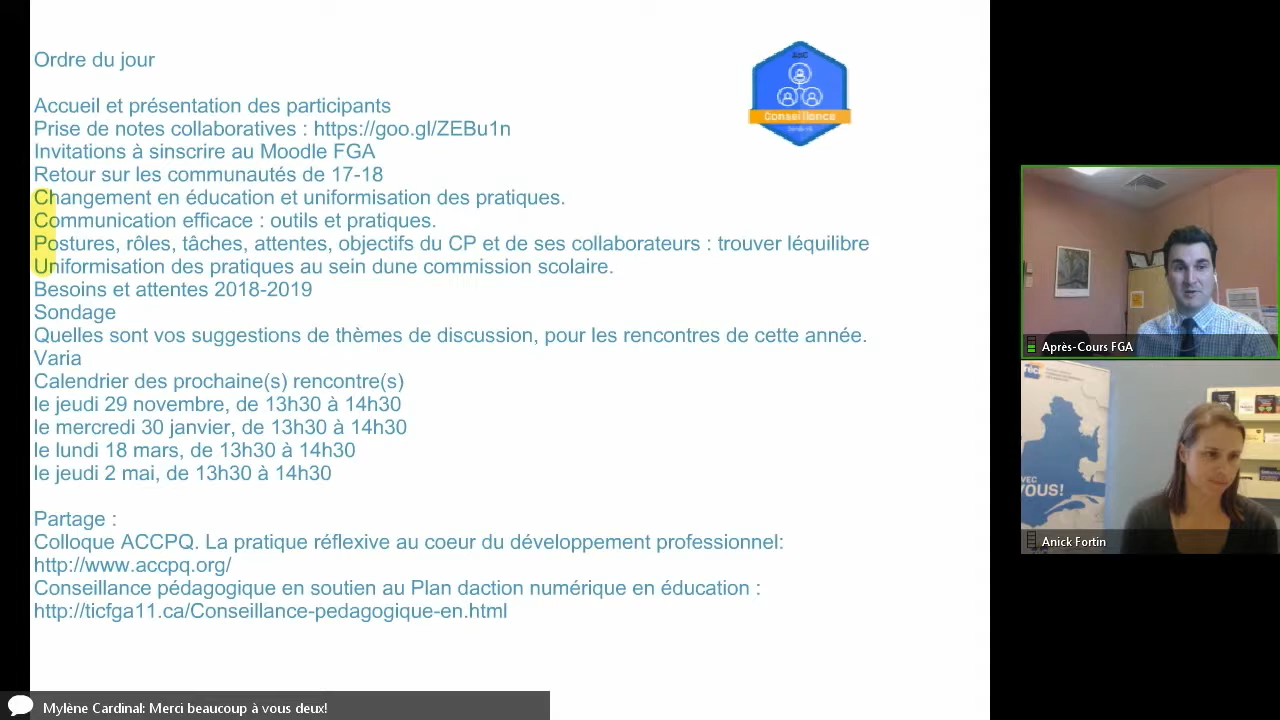 Ordre du jour
Accueil et présentation des participants
Prise de notes collaboratives : https://goo.gl/ZEBu1n
Invitations à sinscrire au Moodle FGA
Retour sur les communautés de 17-18
Changement en éducation et uniformisation des pratiques.
Communication efficace : outils et pratiques.
Postures, rôles, tâches, attentes, objectifs du CP et de ses collaborateurs : trouver léquilibre
Uniformisation des pratiques au sein dune commission scolaire.
Besoins et attentes 2018-2019
Sondage
Quelles sont vos suggestions de thèmes de discussion, pour les rencontres de cette année.
Varia
Calendrier des prochaine(s) rencontre(s)
le jeudi 29 novembre, de 13h30 à 14h30
le mercredi 30 janvier, de 13h30 à 14h30
le lundi 18 mars, de 13h30 à 14h30
le jeudi 2 mai, de 13h30 à 14h30
Partage :
Colloque ACCPQ. La pratique réflexive au coeur du développement professionnel:
http://www.accpq.org/
Conseillance pédagogique en soutien au Plan daction numérique en éducation :
http://ticfga11.ca/Conseillance-pedagogique-en.html
Conseillance
Après-Cours FGA
récit
VOUS!
Anick Fortin
Mylène Cardinal: Merci beaucoup à vous deux!